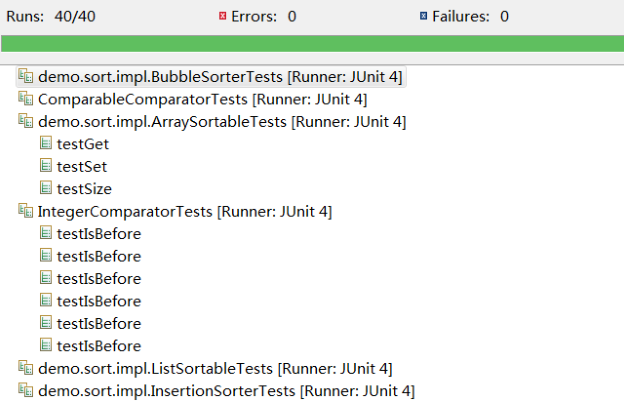 Runs: 40/40 Errors: 0 Failures: 0
demo.sort.impl.BubbleSorterTests [Runner: JUnit 4]
ComparableComparatorTests [Runner: JUnit 4]
demo.sort.impl.ArraySortableTests [Runner: JUnit 4]
testGet
testSet
testSize
IntegerComparatorTests [Runner: JUnit 4]
testIsBefore
testIsBefore
testIsBefore
testIsBefore
testIsBefore
testIsBefore
demo.sort.impl.ListSortableTests [Runner: JUnit 4]
demo.sort.impl.InsertionSorterTests [Runner: JUnit 4]